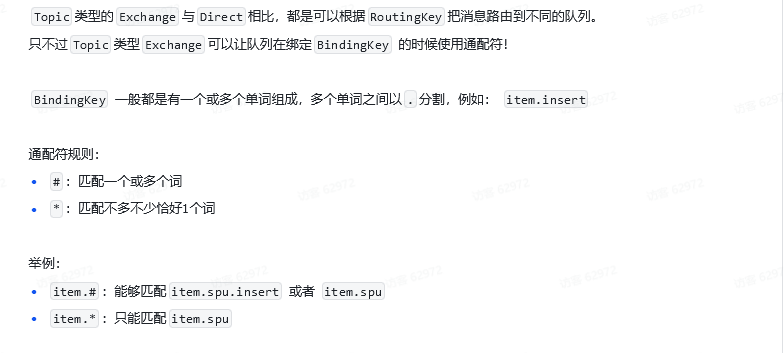 Topic 类型的 Exchange 与 Direct 相比，都是可以根据 RoutingKey 把消息路由到不同的队列。
只不过 Topic 类型 Exchange 可以让队列在绑定 BindingKey 的时候使用通配符！
BindingKey 一般都是有一个或多个单词组成，多个单词之间以 . 分割，例如： item.insert
通配符规则：
• # ：匹配一个或多个词
• * ：匹配不多不少恰好1个词
举例：
• item.# ：能够匹配 item.spu.insert 或者 item.spu
• item.* ：只能匹配 item.spu
访客 62972